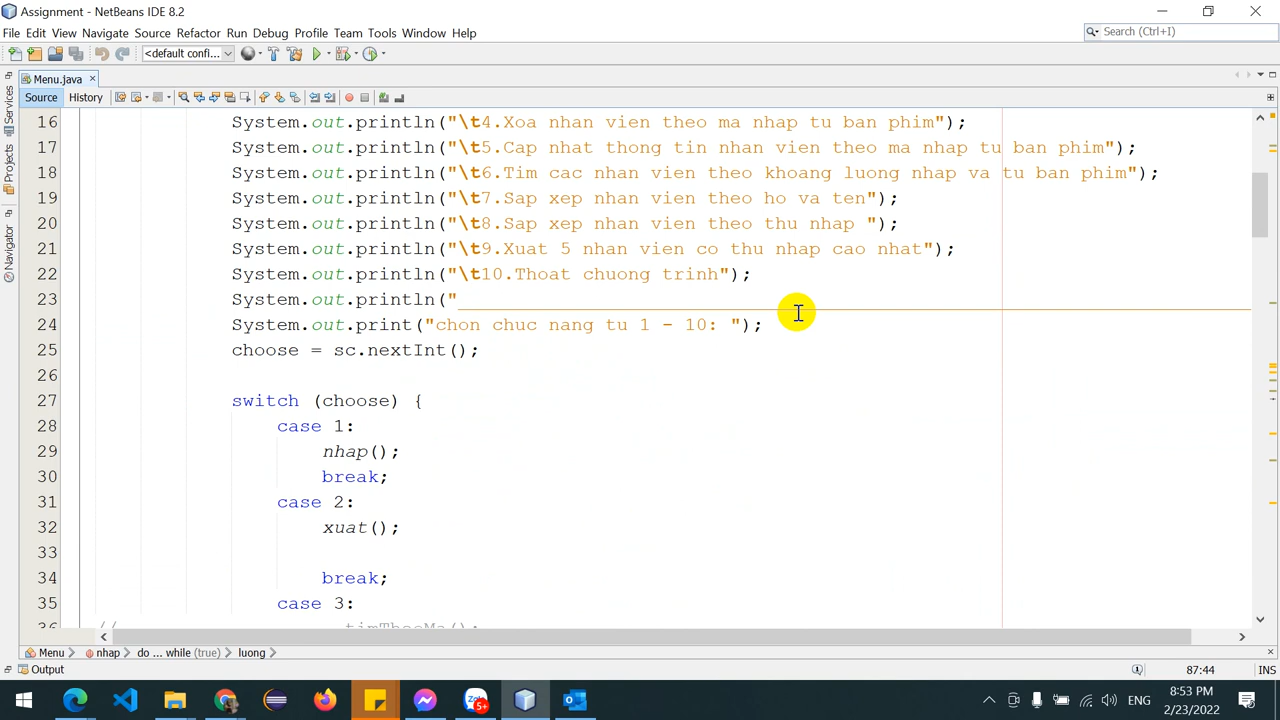 Assignment - NetBeans IDE 8.2
File Edit View Navigate Source Refactor Run Debug Profile Team Tools Window Help
Search (Ctrl+I)
<default confi...
Menu.java
Source History
Services
Projects
Navigator
16 System.out.println("\t4.Xoa nhan vien theo ma nhap tu ban phim");
17 System.out.println("\t5.Cap nhat thong tin nhan vien theo ma nhap tu ban phim");
18 System.out.println("\t6.Tim cac nhan vien theo khoang luong nhap va tu ban phim");
19 System.out.println("\t7.Sap xep nhan vien theo ho va ten");
20 System.out.println("\t8.Sap xep nhan vien theo thu nhap ");
21 System.out.println("\t9.Xuat 5 nhan vien co thu nhap cao nhat");
22 System.out.println("\t10.Thoat chuong trinh");
23 System.out.println("
24 System.out.print("chon chuc nang tu 1 - 10: ");
25 choose = sc.nextInt();
26
27 switch (choose) {
28 case 1:
29 nhap();
30 break;
31 case 2:
32 xuat();
33
34 break;
35 case 3:
36 // timTheoMa();
Menu nhap do ... while (true) luong
Output
87:44 INS
5+
ENG
8:53 PM
2/23/2022